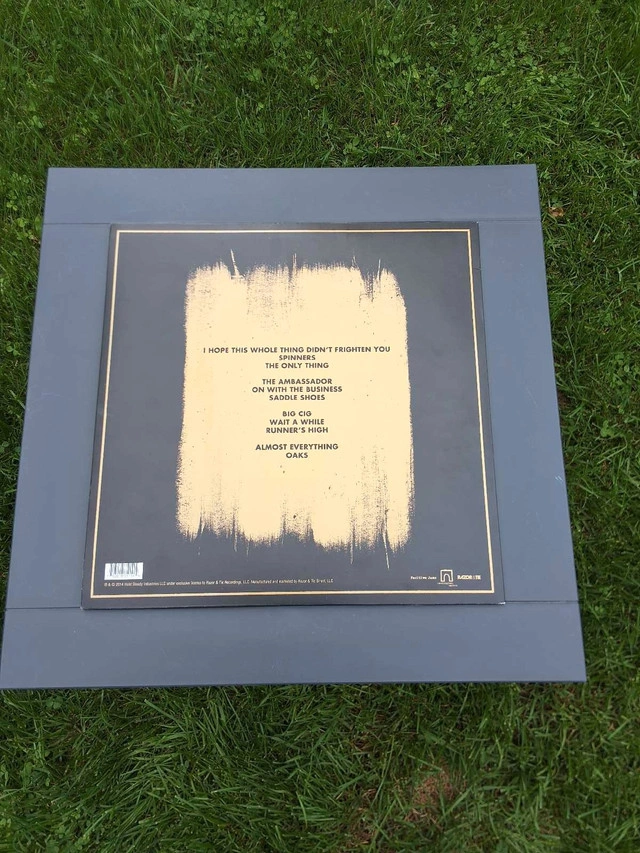 I HOPE THIS WHOLE THING DIDN'T FRIGHTEN YOU
SPINNERS
THE ONLY THING
THE AMBASSADOR
ON WITH THE BUSINESS
SADDLE SHOES
BIG CIG
WAIT A WHILE
RUNNER'S HIGH
ALMOST EVERYTHING
OAKS